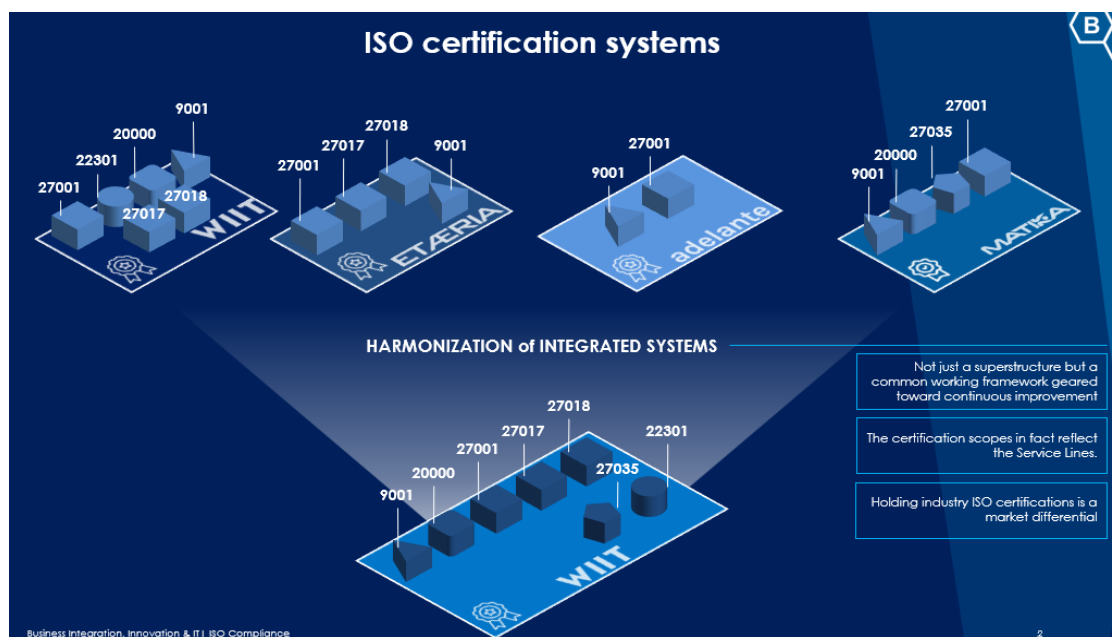 B
ISO certification systems
9001
20000
22301
27001
27018
27017
WIIT
27018
27017
9001
27001
ETÆRIA
27001
9001
adelante
27001
27035
20000
9001
MATIKA
HARMONIZATION of INTEGRATED SYSTEMS
Not just a superstructure but a
common working framework geared
toward continuous improvement
The certification scopes in fact reflect
the Service Lines.
Holding industry ISO certifications is a
market differential
27018
27017
22301
27001
27035
20000
9001
WIIT
Business Integration, Innovation & IT| ISO Compliance
2